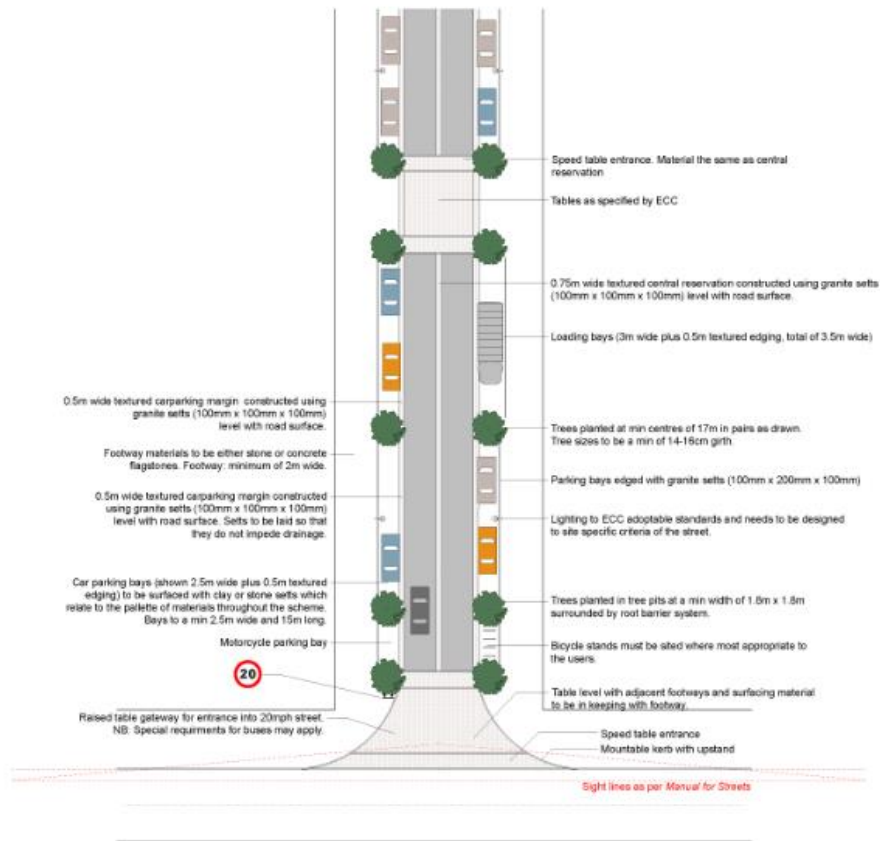 Speed table entrance. Material the same as central
reservation
Tables as specified by ECC
0.75m wide textured central reservation constructed using granite setts
(100mm x 100mm x 100mm) level with road surface.
Loading bays (3m wide plus 0.5m textured edging, total of 3.5m wide)
0.5m wide textured carparking margin constructed using
granite setts (100mm x 100mm x 100mm)
level with road surface.
Trees planted at min centres of 17m in pairs as drawn.
Tree sizes to be a min of 14-16cm girth
Footway materials to be either stone or concrete
flagstones. Footway: minimum of 2m wide.
Parking bays edged with granite setts (100mm x 200mm x 100mm)
0.5m wide textured carparking margin constructed
using granite setts (100mm x 100mm x 100mm)
level with road surface. Setts to be laid so that
they do not impede drainage.
Lighting to ECC adoptable standards and needs to be designed
to site specific criteria of the street.
Car parking bays (shown 2.5m wide plus 0.5m textured
edging) to be surfaced with clay or stone setts which
relate to the pallette of materials throughout the scheme.
Bays to a min 2.5m wide and 15m long.
Trees planted in tree pits at a min width of 1.8m x 1.8m
surrounded by root barrier system.
Motorcycle parking bay
Bicycle stands must be sited where most appropriate to
the users.
20
Table level with adjacent footways and surfacing material
to be in keeping with footway.
Raised table gateway for entrance into 20mph street.
NB: Special requirments for buses may apply.
Speed table entrance
Mountable kerb with upstand
Sight lines as per Manual for Streets